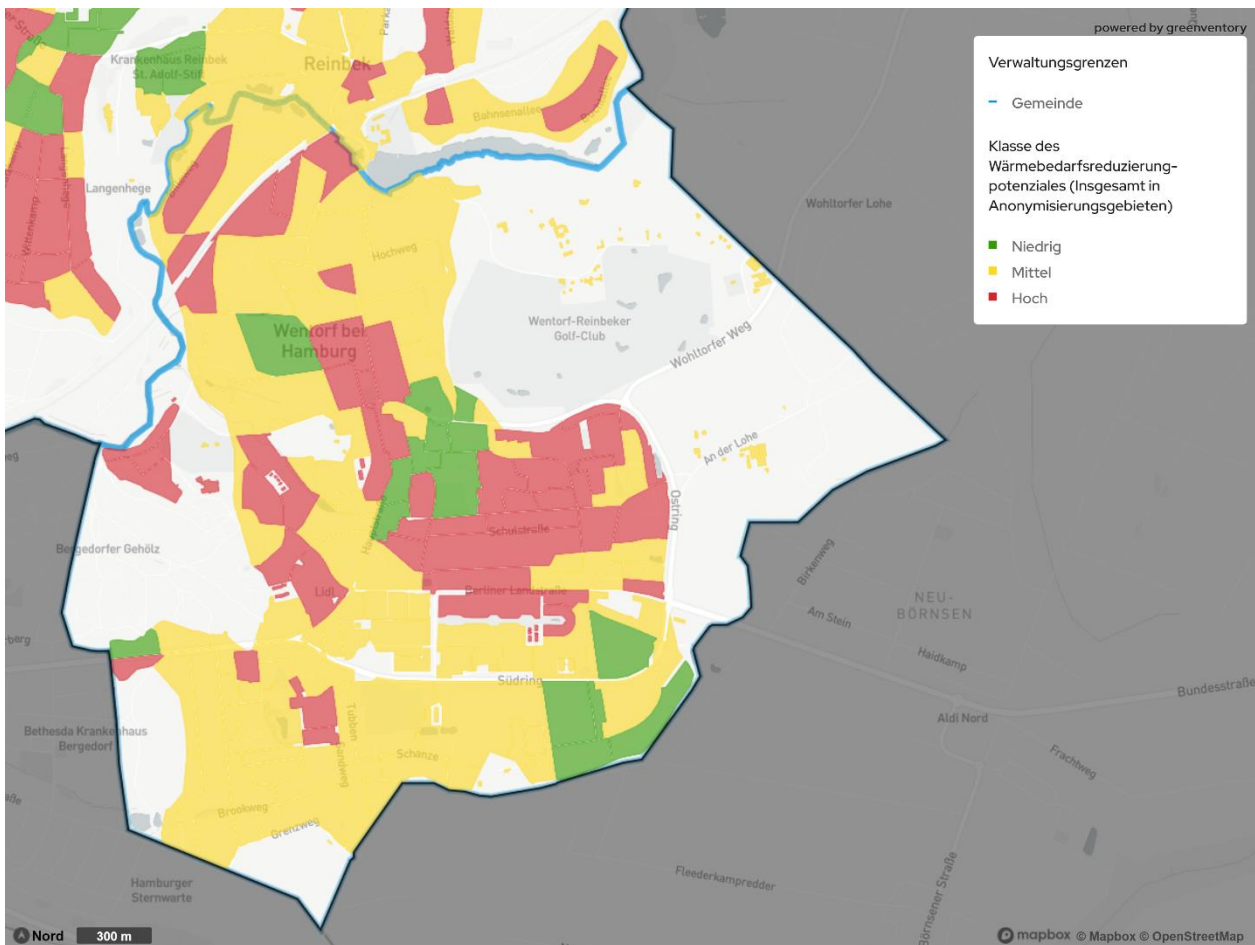 powered by greenventory
Verwaltungsgrenzen
Gemeinde
Klasse des
Wärmebedarfsreduzierung-
potenziales (Insgesamt in
Anonymisierungsgebieten)
Niedrig
Mittel
Hoch
Krankenhaus Reinbek
St. Adolf-Stift
Reinbek
Bahnsenallee
Langenhege
Wohltorfer Lohe
Hochweg
Wentorf bei
Hamburg
Wentorf-Reinbeker
Golf-Club
Wohltorfer Weg
An der Lohe
Ostring
Schulstraße
Bergedorfer Gehölz
Lidl
Berliner Landstraße
Birkenweg
NEU-
BÖRNSEN
Am Stein
Haidkamp
Südring
Bundesstraße
Aldi Nord
Bethesda Krankenhaus
Bergedorf
Schanze
Frachtweg
Brookweg
Grenzweg
Fleederkampredder
Hamburger
Sternwarte
Börnsener Straße
Nord
300 m
mapbox © Mapbox © OpenStreetMap